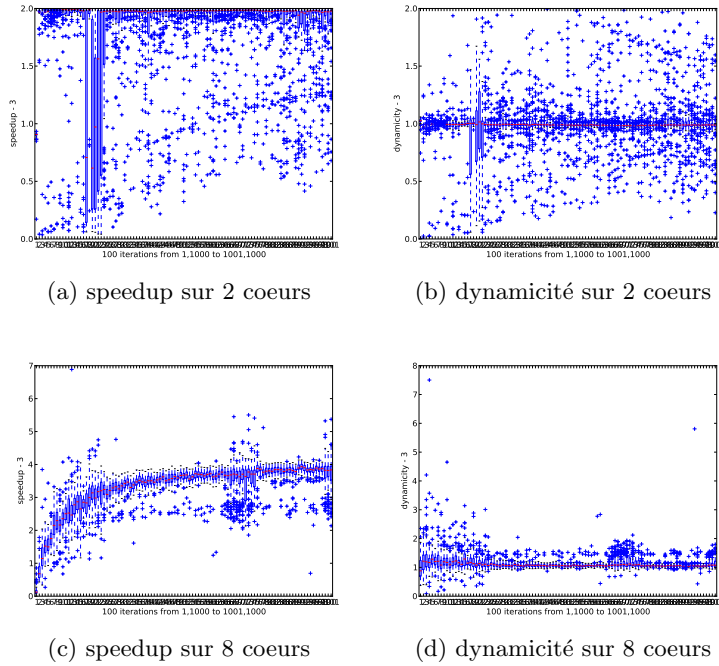 2.0
1.5
1.0
0.5
0.0
speedup - 3
100 iterations from 1,1000 to 1001,1000
(a) speedup sur 2 coeurs
2.0
1.5
1.0
0.5
0.0
dynamicity - 3
100 iterations from 1,1000 to 1001,1000
(b) dynamicité sur 2 coeurs
7
6
5
4
3
2
1
0
speedup - 3
100 iterations from 1,1000 to 1001,1000
(c) speedup sur 8 coeurs
8
7
6
5
4
3
2
1
0
dynamicity - 3
100 iterations from 1,1000 to 1001,1000
(d) dynamicité sur 8 coeurs